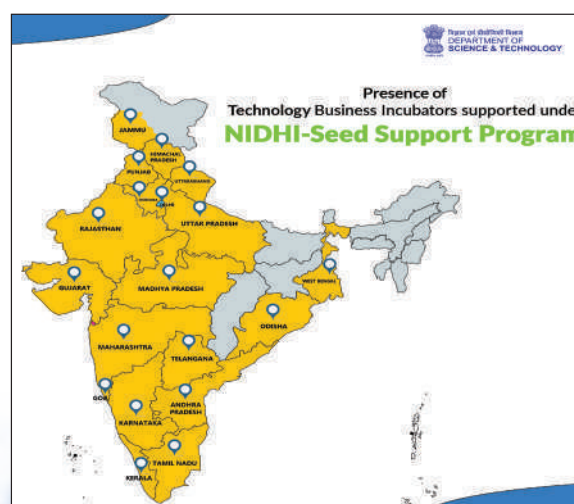 विज्ञान एवं प्रौद्योगिकी विभाग
DEPARTMENT OF
SCIENCE & TECHNOLOGY
Presence of
Technology Business Incubators supported unde
NIDHI-Seed Support Program
JAMMU
HIMACHAL
PRADESH
PUNJAB
UTTARAKHAND
HARYANA
DELHI
UTTAR PRADESH
RAJASTHAN
GUJARAT
MADHYA PRADESH
WEST BENGAL
ODISHA
MAHARASHTRA
TELANGANA
GOA
ANDHRA
PRADESH
KARNATAKA
TAMIL NADU
KERALA